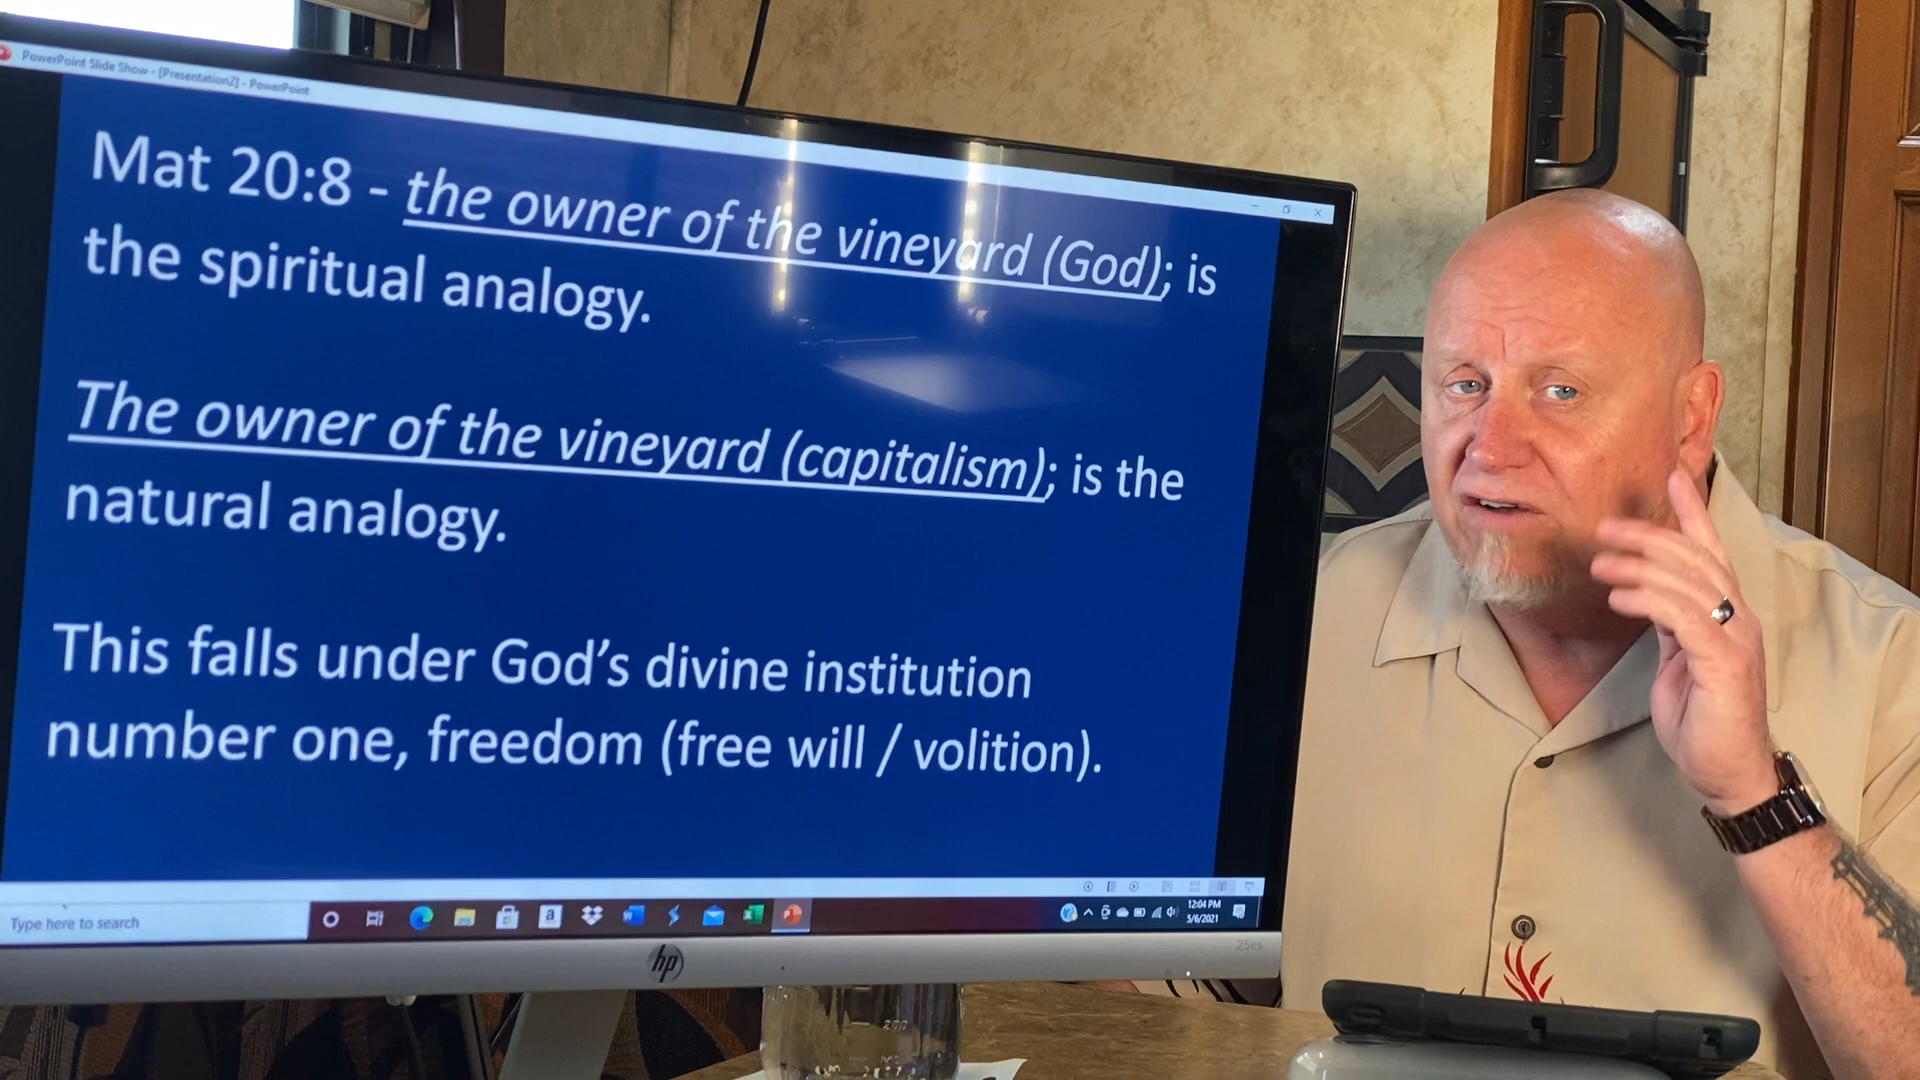 PowerPoint Slide Show - [Presentation2] - PowerPoint
Mat 20:8 - the owner of the vineyard (God); is
the spiritual analogy.
The owner of the vineyard (capitalism); is the
natural analogy.
This falls under God’s divine institution
number one, freedom (free will / volition).
Type here to search
12:04 PM
5/6/2021
hp
25es
200